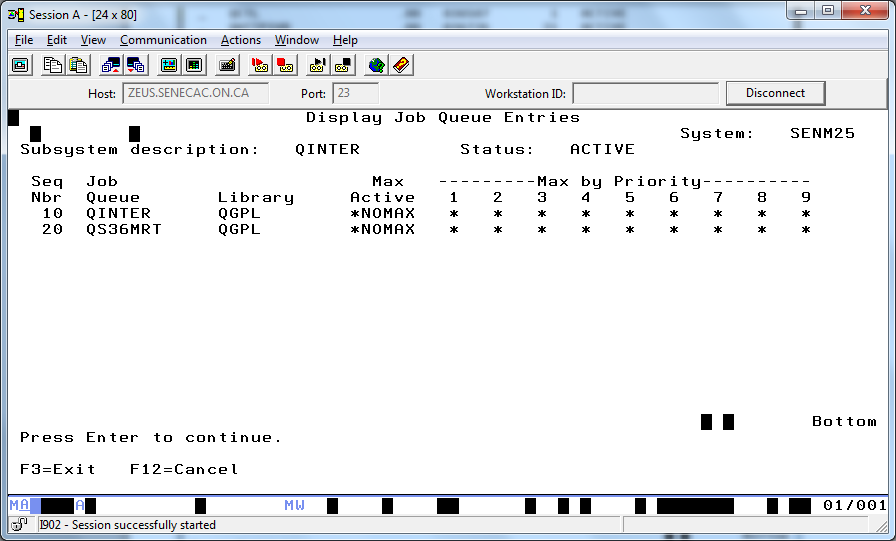 Session A - [24 x 80]
File Edit View Communication Actions Window Help
Host: ZEUS.SENECAC.ON.CA Port: 23 Workstation ID: Disconnect
Display Job Queue Entries
System: SENM25
Subsystem description: QINTER Status: ACTIVE
Seq Job Max ---------Max by Priority----------
Nbr Queue Library Active 1 2 3 4 5 6 7 8 9
10 QINTER QGPL *NOMAX * * * * * * * * *
20 QS36MRT QGPL *NOMAX * * * * * * * * *
Bottom
Press Enter to continue.
F3=Exit F12=Cancel
MA A MW 01/001
I902 - Session successfully started